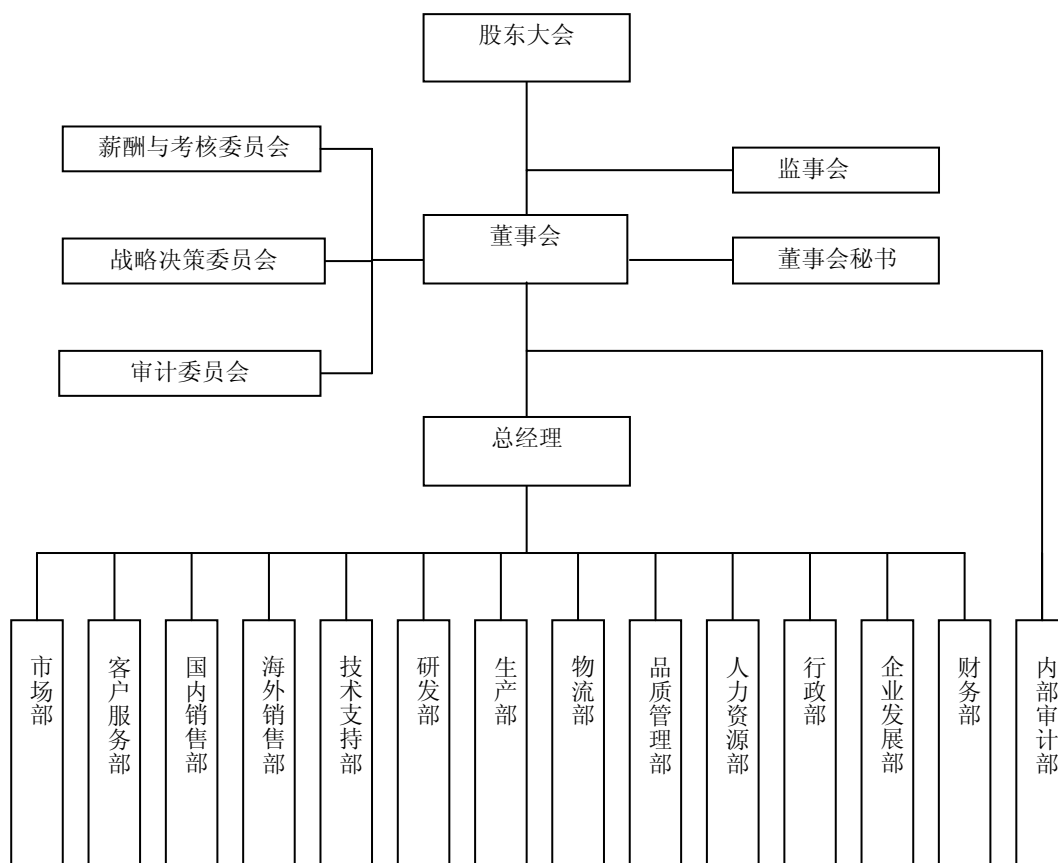 股东大会
薪酬与考核委员会
监事会
董事会
战略决策委员会
董事会秘书
审计委员会
总经理
市场部
客户服务部
国内销售部
海外销售部
技术支持部
研发部
生产部
物流部
品质管理部
人力资源部
行政部
企业发展部
财务部
内部审计部